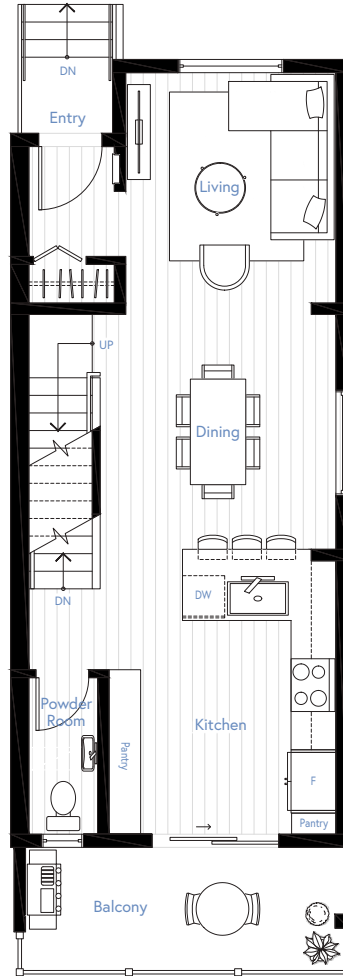 DN
Entry
Living
UP
Dining
DW
DN
Powder
Room
Kitchen
Pantry
F
Pantry
Balcony